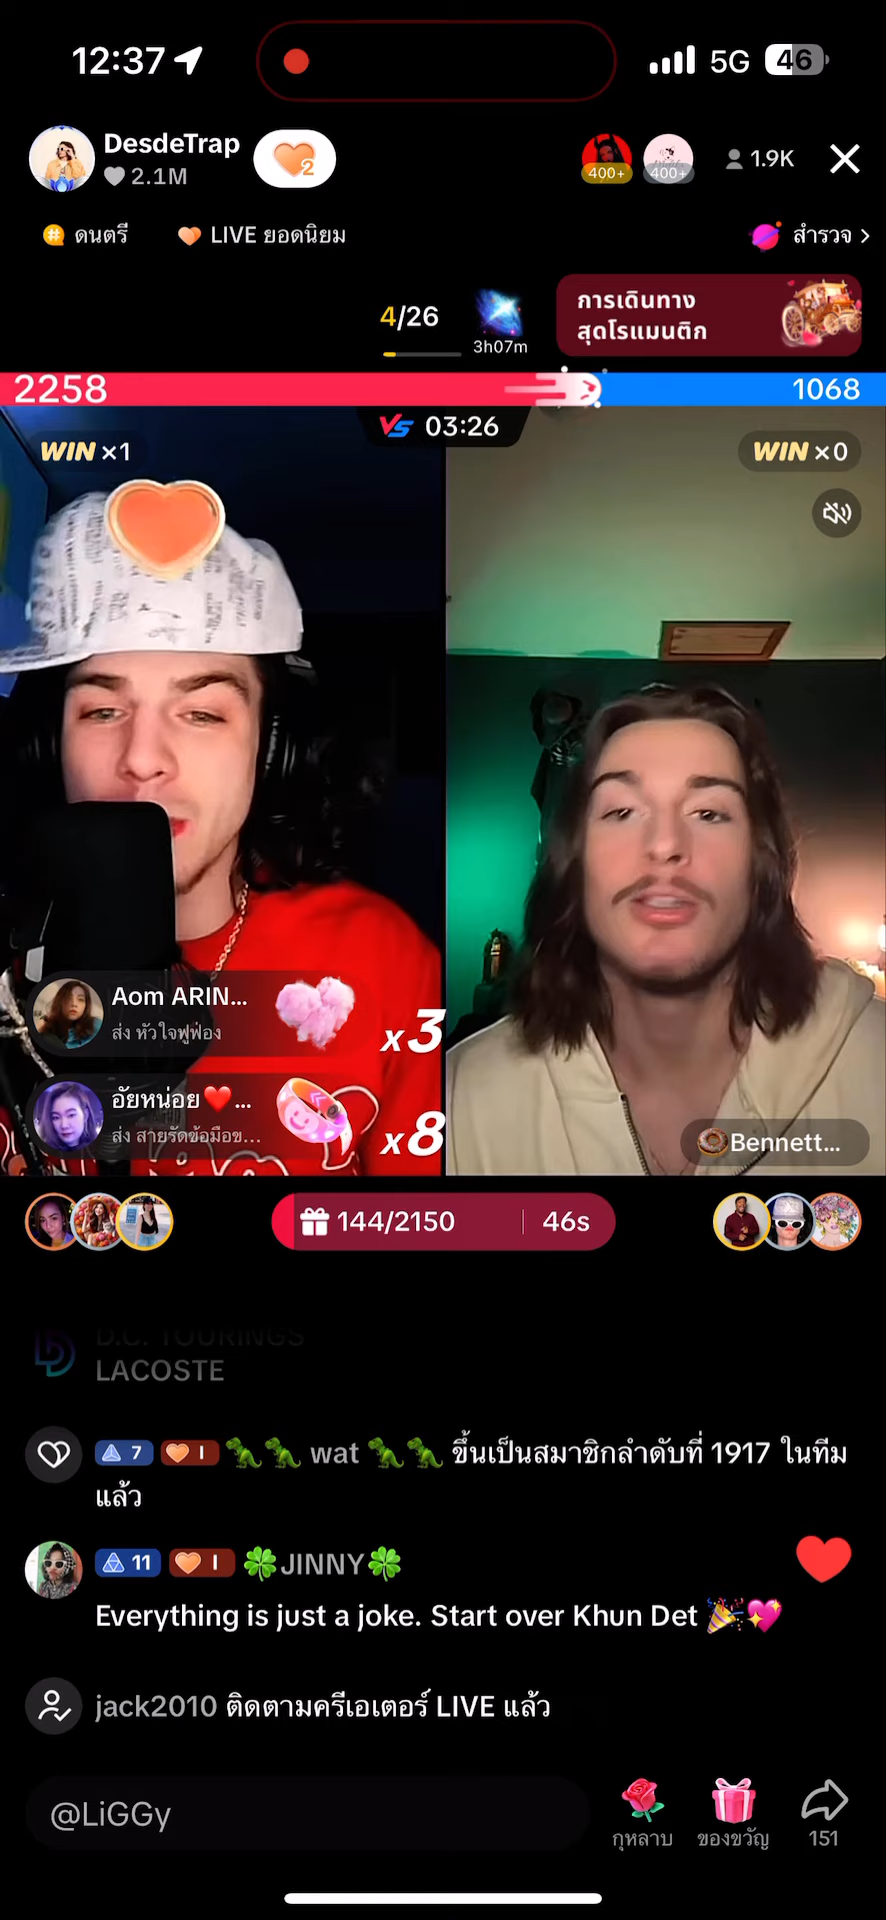 12:37
5G 46
DesdeTrap
2
2.1M
400+
400+
1.9K
ดนตรี
LIVE ยอดนิยม
สำรวจ
4/26
3h07m
การเดินทาง
สุดโรแมนติก
2258
1068
VS 03:26
WIN x1
WIN x0
Aom ARIN...
ส่ง หัวใจฟูฟ่อง
x3
อัยหน่อย❤️...
ส่ง สายรัดข้อมือข...
x8
🍩Bennett...
144/2150
46s
D.C. TOURINGS
LACOSTE
7 I 🦖🦖 wat 🦖🦖 ขึ้นเป็นสมาชิกลำดับที่ 1917 ในทีม
แล้ว
11 I 🍀JINNY🍀
Everything is just a joke. Start over Khun Det 🎉💖
jack2010 ติดตามครีเอเตอร์ LIVE แล้ว
@LiGGy
กุหลาบ
ของขวัญ
151